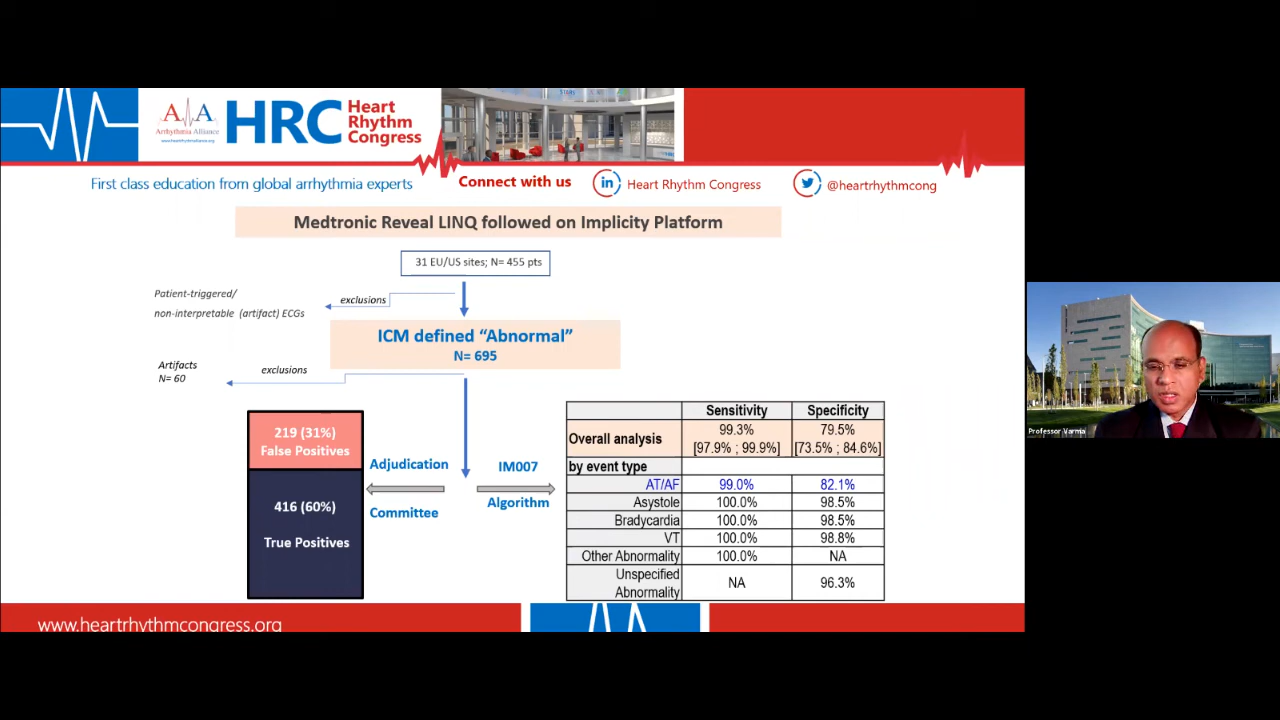 A A
Arrhythmia Alliance
www.heartrhythmalliance.org
HRC
Heart
Rhythm
Congress
First class education from global arrhythmia experts
Connect with us
in
Heart Rhythm Congress
@heartrhythmcong
Medtronic Reveal LINQ followed on Implicity Platform
31 EU/US sites; N= 455 pts
Patient-triggered/
non-interpretable (artifact) ECGs
exclusions
ICM defined “Abnormal”
N= 695
Artifacts
N= 60
exclusions
219 (31%)
False Positives
416 (60%)
True Positives
Adjudication
Committee
IM007
Algorithm
Sensitivity Specificity
Overall analysis 99.3% [97.9% ; 99.9%] 79.5% [73.5% ; 84.6%]
by event type
AT/AF 99.0% 82.1%
Asystole 100.0% 98.5%
Bradycardia 100.0% 98.5%
VT 100.0% 98.8%
Other Abnormality 100.0% NA
Unspecified Abnormality NA 96.3%
www.heartrhythmcongress.org
Professor Varma